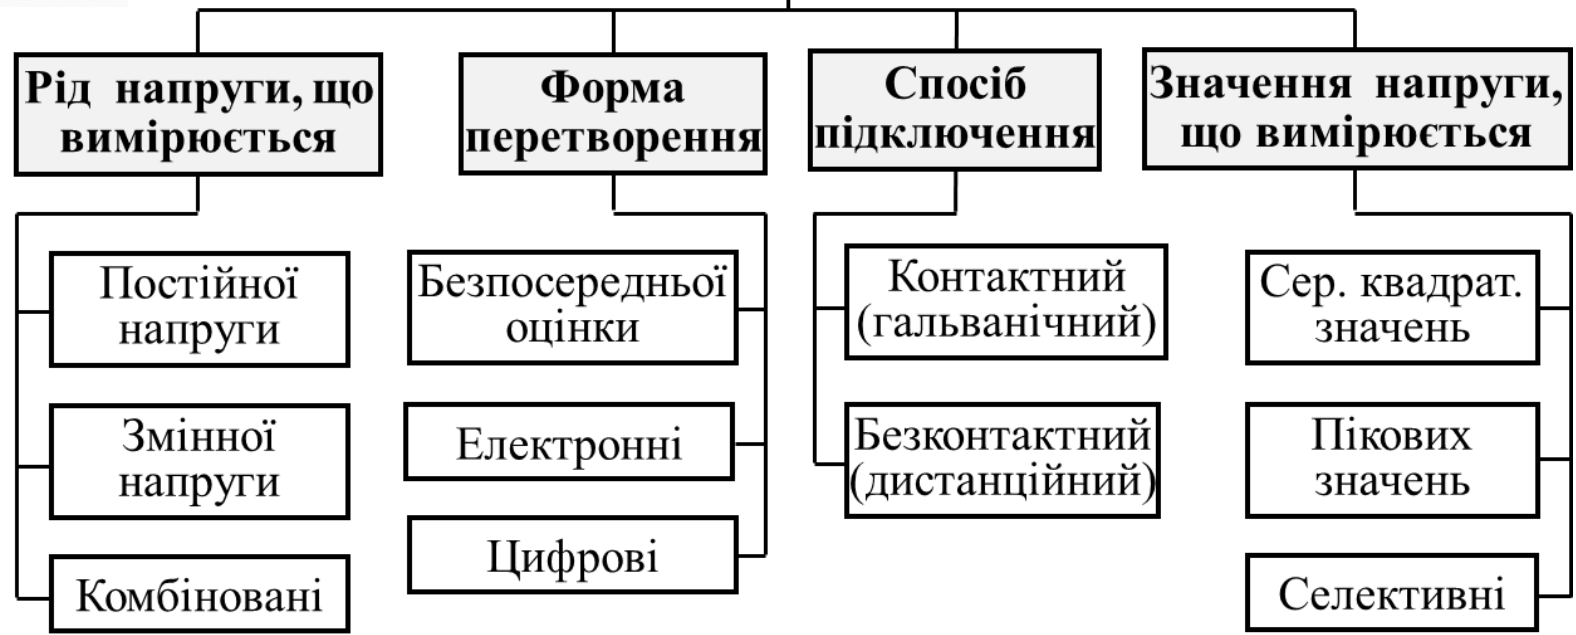 Рід напруги, що
вимірюється
Постійної
напруги
Змінної
напруги
Комбіновані
Форма
перетворення
Безпосередньої
оцінки
Електронні
Цифрові
Спосіб
підключення
Контактний
(гальванічний)
Безконтактний
(дистанційний)
Значення напруги,
що вимірюється
Сер. квадрат.
значень
Пікових
значень
Селективні